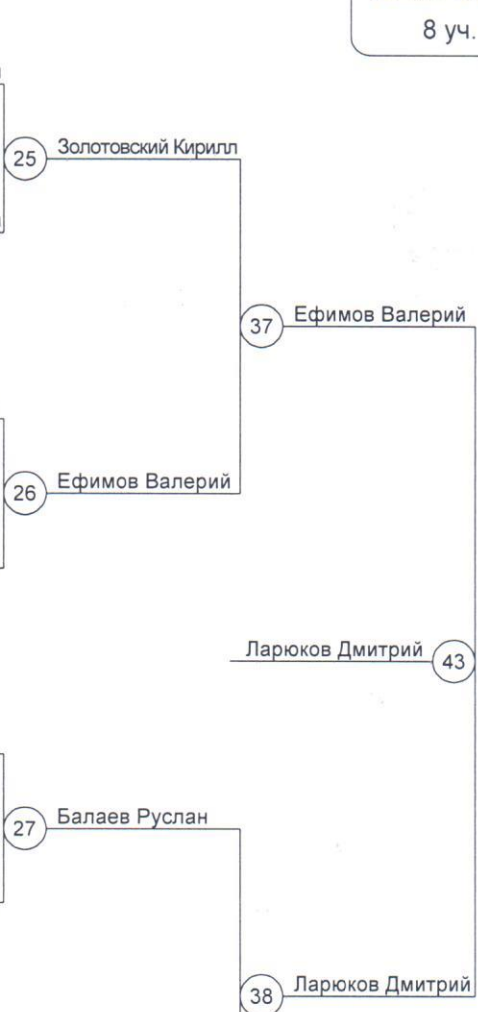 8 уч.
25 Золотовский Кирилл
37 Ефимов Валерий
26 Ефимов Валерий
Ларюков Дмитрий 43
27 Балаев Руслан
38 Ларюков Дмитрий